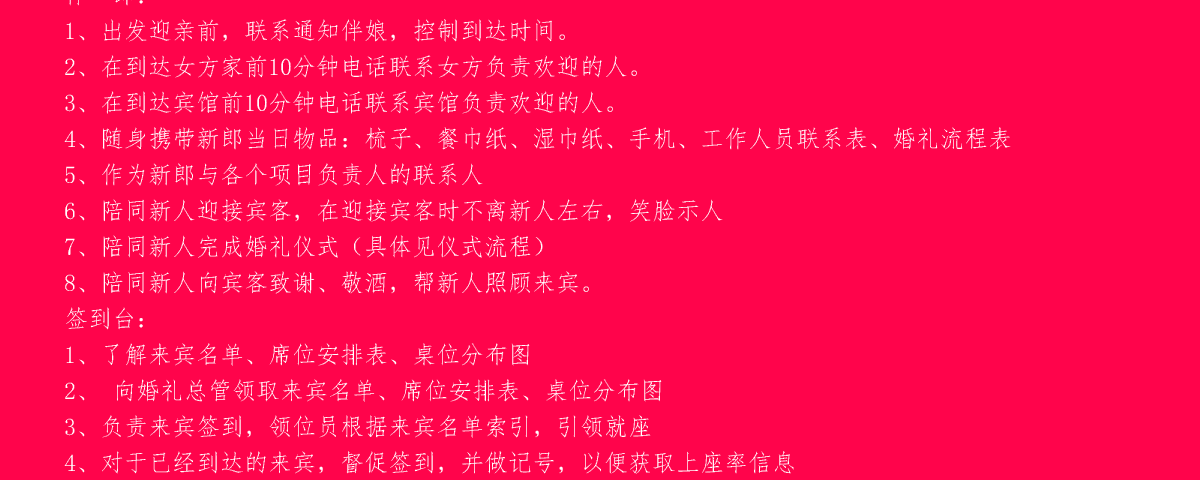 1、出发迎亲前，联系通知伴娘，控制到达时间。
2、在到达女方家前10分钟电话联系女方负责欢迎的人。
3、在到达宾馆前10分钟电话联系宾馆负责欢迎的人。
4、随身携带新郎当日物品：梳子、餐巾纸、湿巾纸、手机、工作人员联系表、婚礼流程表
5、作为新郎与各个项目负责人的联系人
6、陪同新人迎接宾客，在迎接宾客时不离新人左右，笑脸示人
7、陪同新人完成婚礼仪式（具体见仪式流程）
8、陪同新人向宾客致谢、敬酒，帮新人照顾来宾。
签到台：
1、了解来宾名单、席位安排表、桌位分布图
2、 向婚礼总管领取来宾名单、席位安排表、桌位分布图
3、负责来宾签到，领位员根据来宾名单索引，引领就座
4、对于已经到达的来宾，督促签到，并做记号，以便获取上座率信息